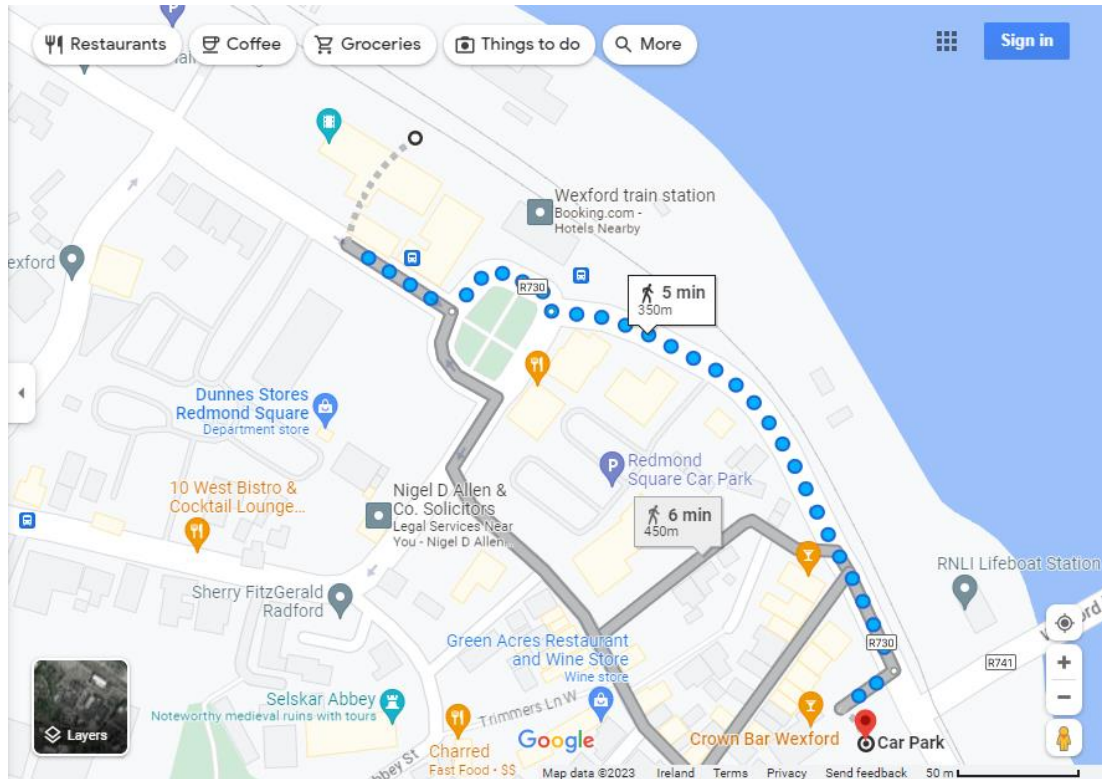 Restaurants
Coffee
Groceries
Things to do
More
Sign in
Wexford train station
Booking.com -
Hotels Nearby
R730
5 min
350m
Dunnes Stores
Redmond Square
Department store
Redmond
Square Car Park
10 West Bistro &
Cocktail Lounge...
Nigel D Allen &
Co. Solicitors
Legal Services Near
You - Nigel D Allen...
6 min
450m
RNLI Lifeboat Station
Sherry FitzGerald
Radford
Green Acres Restaurant
and Wine Store
Wine store
R730
R741
Selskar Abbey
Noteworthy medieval ruins with tours
Trimmers Ln W
Layers
Charred
Fast Food • $$
Google
Crown Bar Wexford
Car Park
Map data ©2023
Ireland
Terms
Privacy
Send feedback
50 m